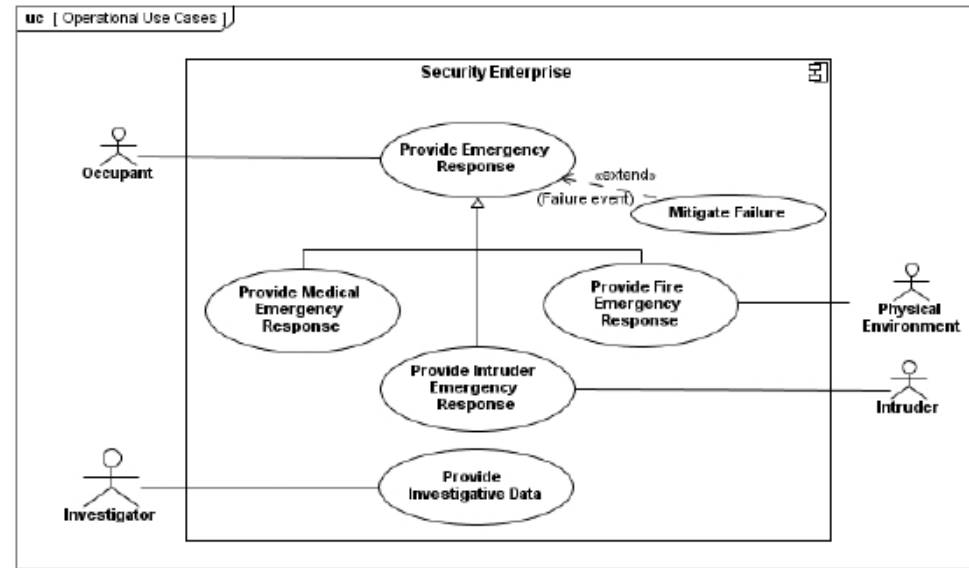 uc [ Operational Use Cases ]
Security Enterprise
Occupant
Provide Emergency
Response
«extend»
(Failure event)
Mitigate Failure
Provide Medical
Emergency
Response
Provide Fire
Emergency
Response
Physical
Environment
Provide Intruder
Emergency
Response
Intruder
Provide
Investigative Data
Investigator